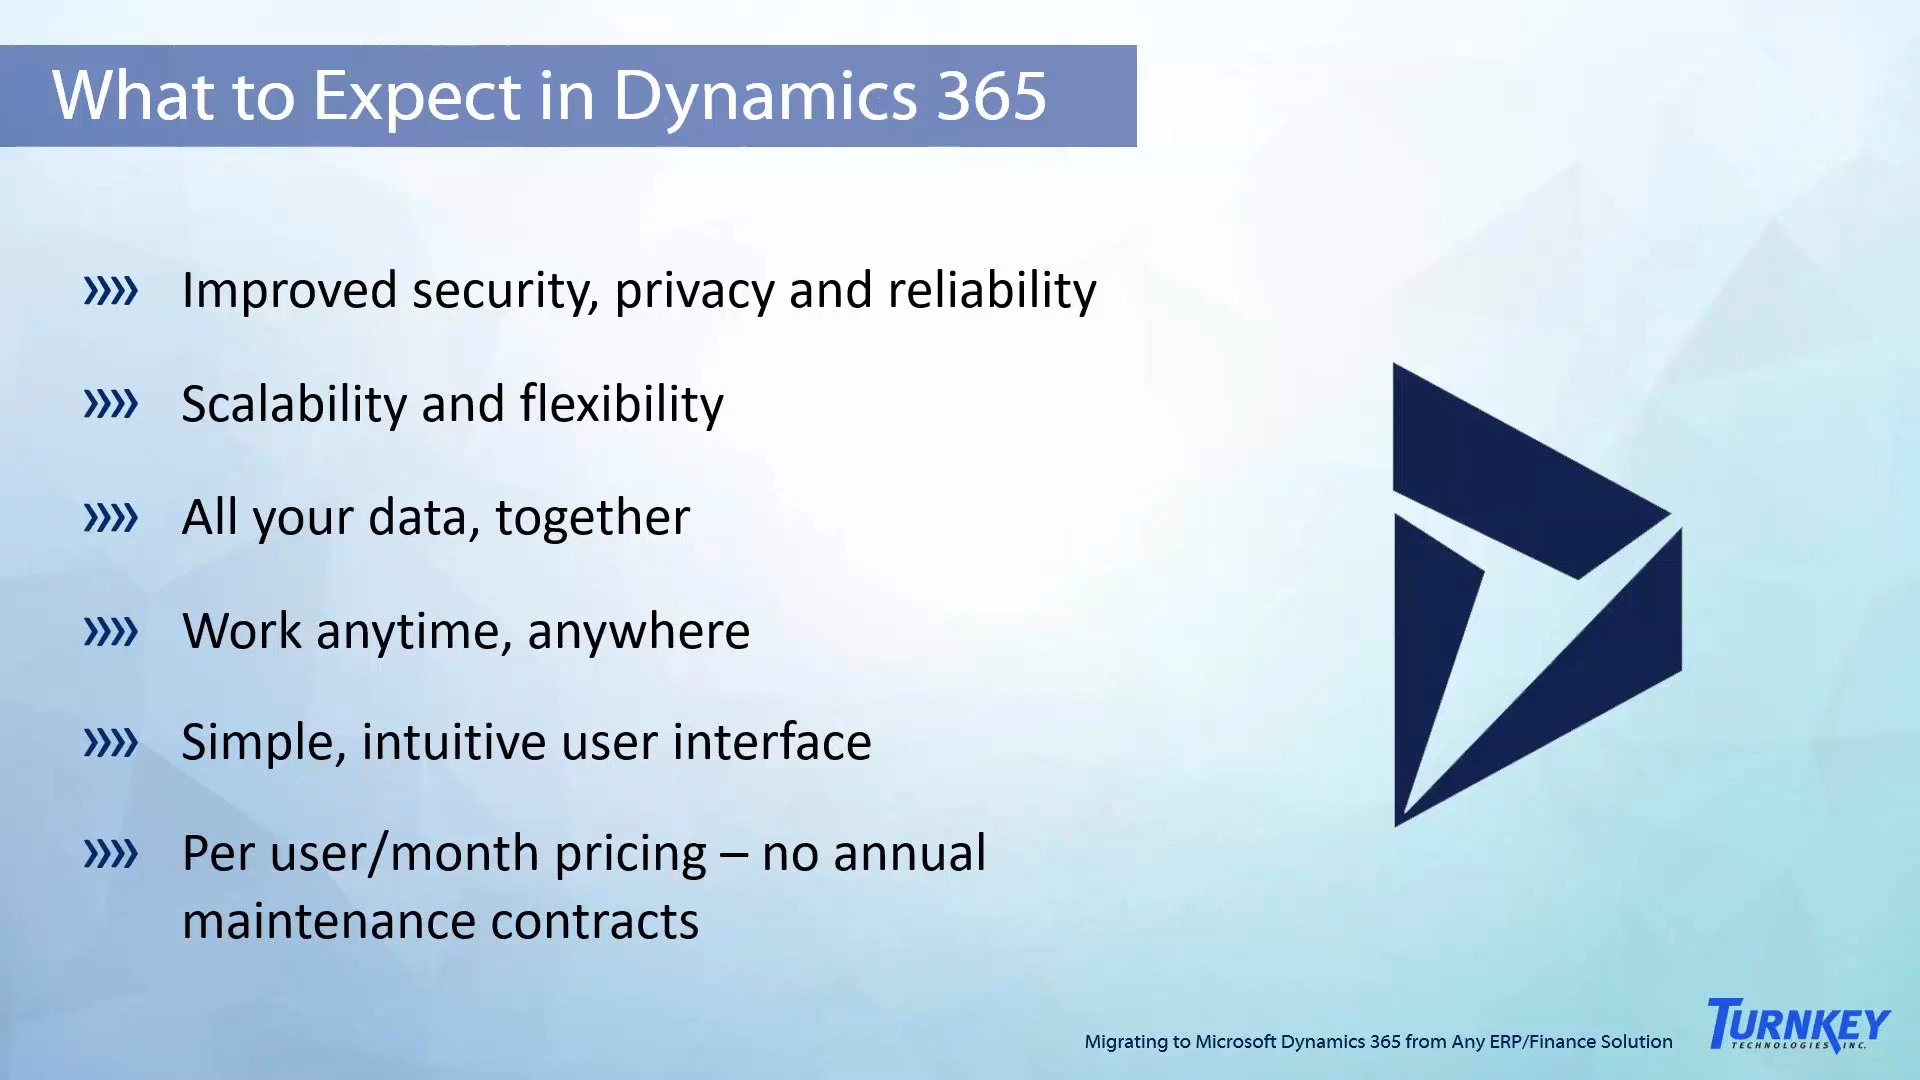 What to Expect in Dynamics 365
Improved security, privacy and reliability
Scalability and flexibility
All your data, together
Work anytime, anywhere
Simple, intuitive user interface
Per user/month pricing – no annual
maintenance contracts
Migrating to Microsoft Dynamics 365 from Any ERP/Finance Solution
TURNKEY
TECHNOLOGIES, INC.